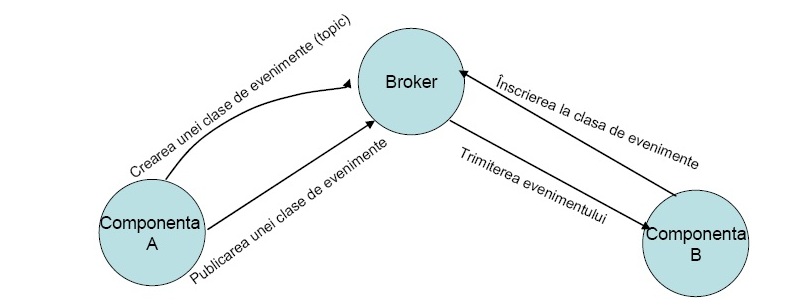 Crearea unei clase de evenimente (topic)
Broker
Înscrierea la clasa de evenimente
Publicarea unei clase de evenimente
Trimiterea evenimentului
Componenta
A
Componenta
B